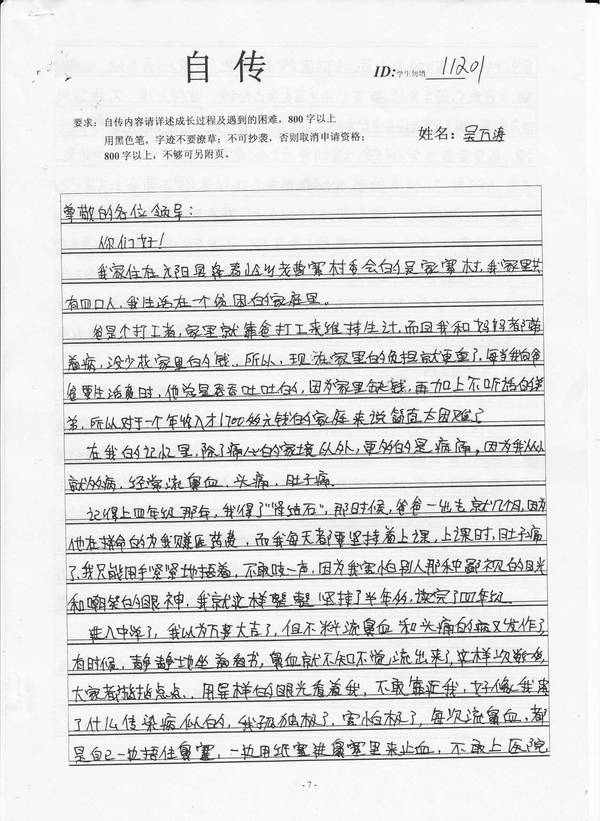 自传
ID:学生勿填 11201
要求：自传内容请详述成长过程及遇到的困难，800字以上
用黑色笔，字迹不要潦草；不可抄袭，否则取消申请资格；
800字以上，不够可另附页。
姓名：吴万海
尊敬的各位领导：
你们好！
我家住在元阳县 老曹寨村委会 寨村，我家里共
有四口人，我生活在一个贫困的家庭里。
爸是个打工者，家里就靠爸打工来维持生计，而因我和妈妈都带
着病，没少花家里的钱。所以，现在家里的负担就更重了，每当我向爸
爸要生活费时，他总是吞吞吐吐的，因为家里缺钱，再加上不听话的弟
弟，所以对于一个年收入才1700多元钱的家庭来说简直太困难了
在我的记忆里，除了痛心的家境以外，更多的是病痛。因为我从小
就多病，经常流鼻血、头痛、肚子痛。
记得上四年级那年，我得了“肾结石”，那时候，爸爸一出去就几个月，因为
他在拼命的为我赚医药费，而我每天都要坚持着上课，上课时，肚子痛
了，我只能用手紧紧地捂着，不敢吱一声，因为我害怕别人那种鄙视的目光
和嘲笑的眼神，我就这样整整坚持了半年多，读完了四年级
进入中学了，我以为万事大吉了，但不料流鼻血和头痛的病又发作了
有时候，静静地坐着看书，鼻血就不知不觉流出来了，这样次数多，
大家都指指点点、用异样的眼光看着我，不敢靠近我，好像我得
了什么传染病似的，我孤独极了，害怕极了，每次流鼻血，都
是自己一边捂住鼻塞，一边用纸塞进鼻塞里来止血，不敢上医院
- 7 -